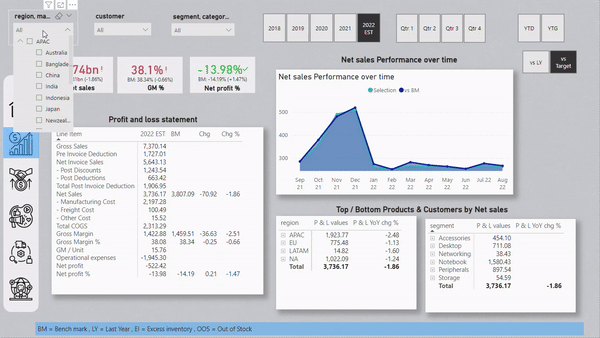 region, ma...
customer
segment, categor...
All
All
All
2018
2019
2020
2021
2022
EST
Qtr 1
Qtr 2
Qtr 3
Qtr 4
YTD
YTG
vs LY
vs
Target
APAC
Australia
Banglade
China
India
Indonesia
Japan
Newzeal..
74bn!
(-1.86%)
t sales
38.1%!
BM: 38.34% (-0.66%)
GM %
-13.98%
BM: -14.19% (+1.47%)
Net profit %
Net sales Performance over time
Net sales Performance over time
Selection vs BM
500
400
300
Sep 21
Oct 21
Nov 21
Dec 21
Jan 22
Feb 22
Mar 22
Apr 22
May 22
Jun 22
Jul 22
Aug 22
Profit and loss statement
Line Item 2022 EST BM Chg Chg %
Gross Sales 7,370.14
Pre Invoice Deduction 1,727.01
Net Invoice Sales 5,643.13
- Post Discounts 1,243.54
- Post Deductions 663.42
Total Post Invoice Deduction 1,906.95
Net Sales 3,736.17 3,807.09 -70.92 -1.86
- Manufacturing Cost 2,197.28
- Freight Cost 100.49
- Other Cost 15.52
Total COGS 2,313.29
Gross Margin 1,422.88 1,459.51 -36.63 -2.51
Gross Margin % 38.08 38.34 -0.25 -0.66
GM / Unit 15.76
Operational expenses -1,945.30
Net profit -522.42
Net profit % -13.98 -14.19 0.21 -1.47
Top / Bottom Products & Customers by Net sales
region P & L values P & L YoY chg %
APAC 1,923.77 -2.48
EU 775.48 -1.13
LATAM 14.82 -1.60
NA 1,022.09 -1.24
Total 3,736.17 -1.86
segment P & L values P & L YoY chg %
Accessories 454.10
Desktop 711.08
Networking 38.43
Notebook 1,580.43
Peripherals 897.54
Storage 54.59
Total 3,736.17 -1.86
BM = Bench mark , LY = Last Year , EI = Excess inventory , OOS = Out of Stock